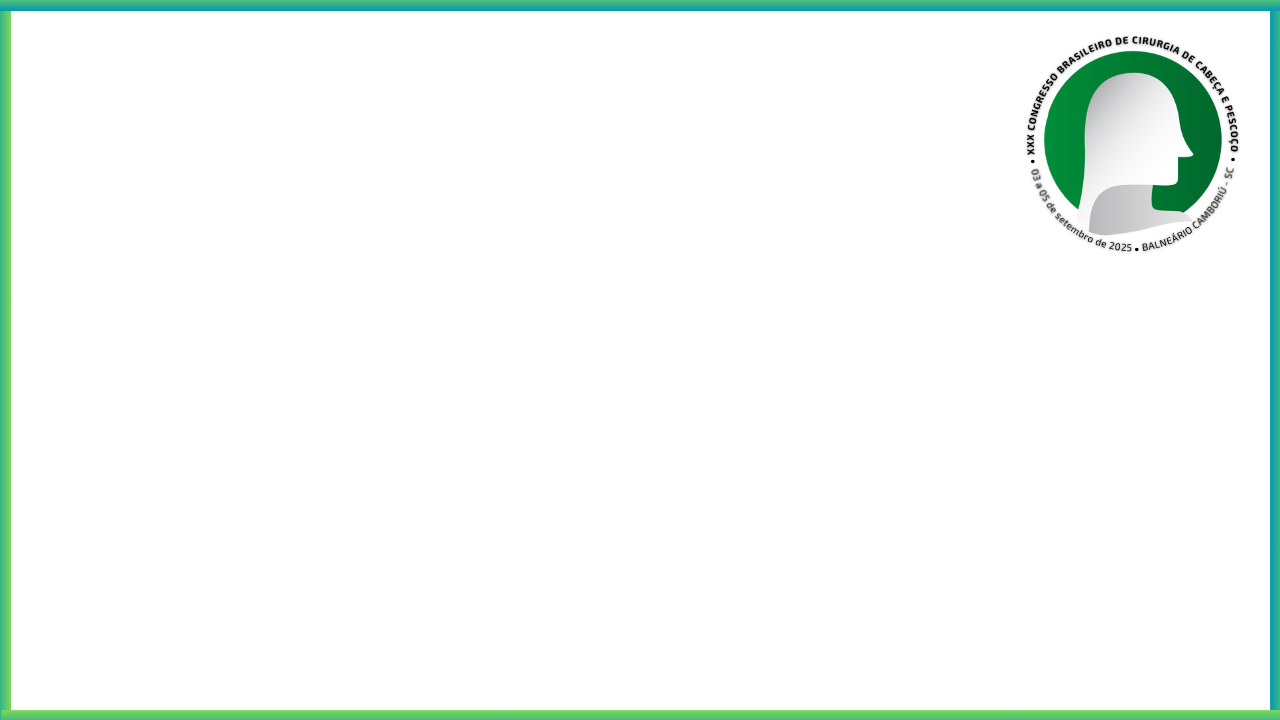 • XXX CONGRESSO BRASILEIRO DE CIRURGIA DE CABEÇA E PESCOÇO •
03 a 05 de setembro de 2025 • BALNEÁRIO CAMBORIÚ - SC